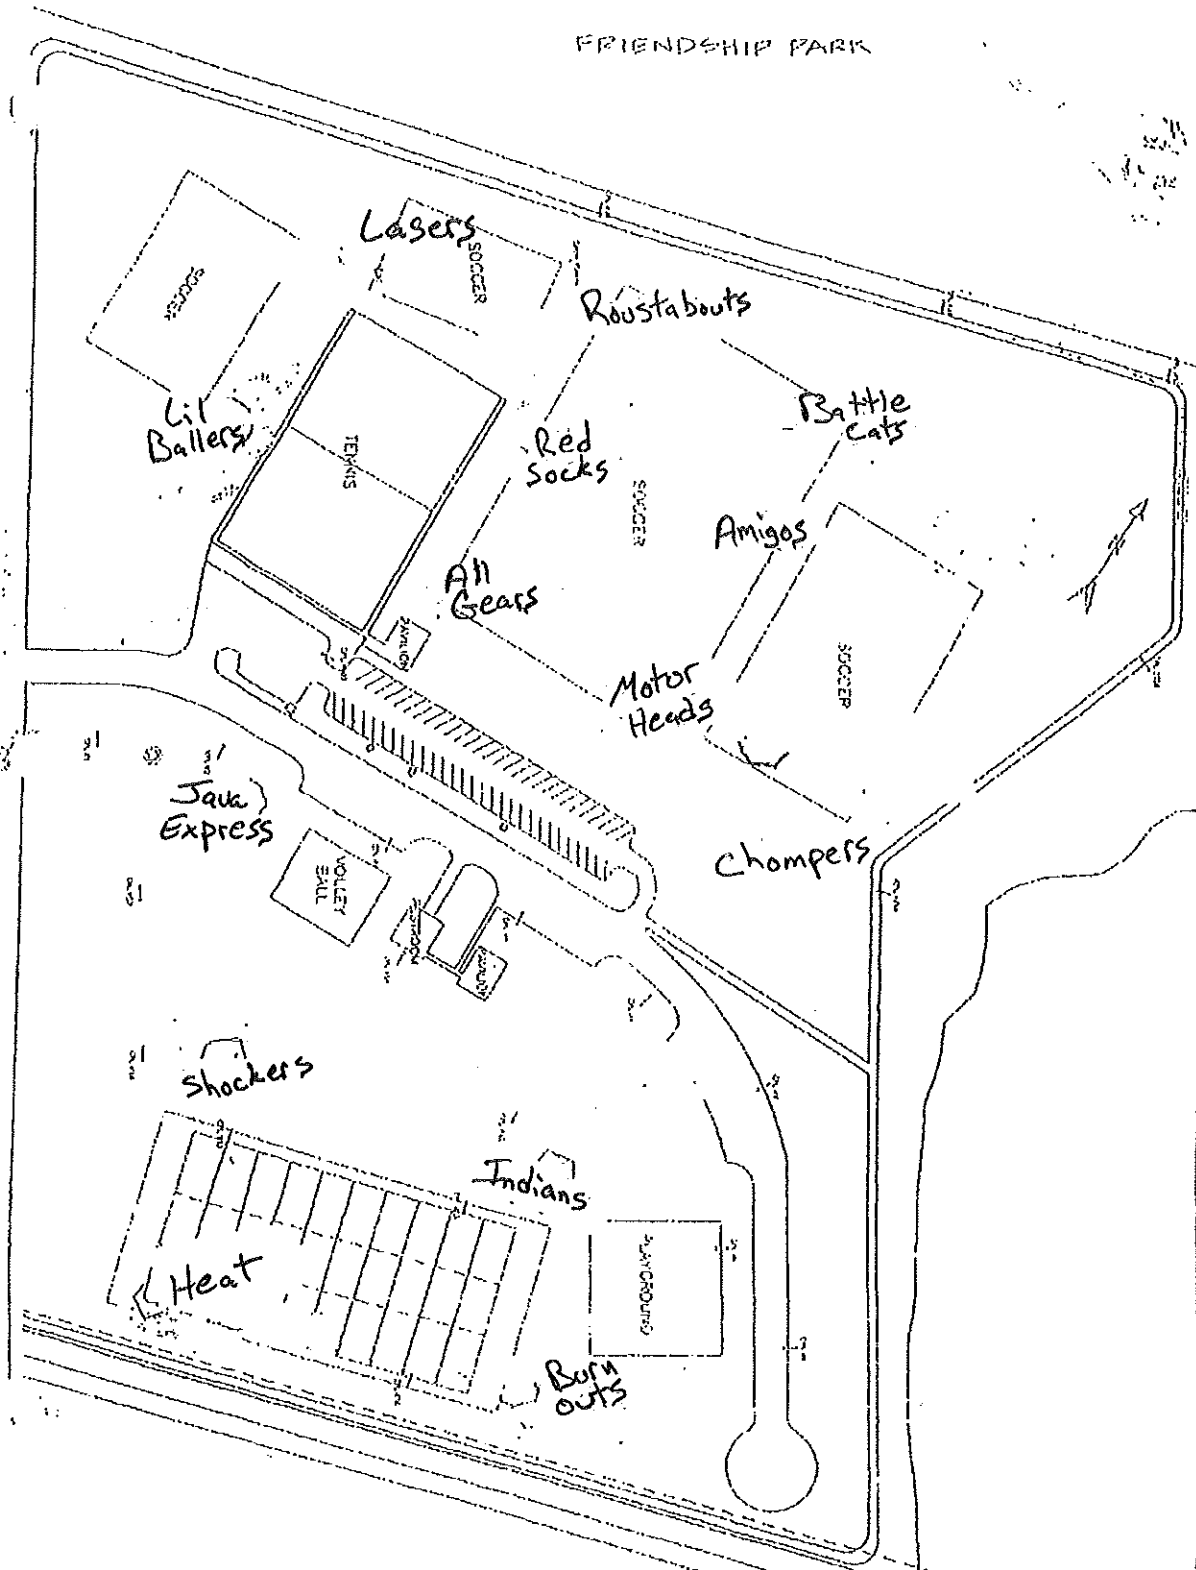 FRIENDSHIP PARK
Lasers
SOCCER
SOCCER
Roustabouts
Lil
Ballers
Battle
Cats
TENNIS
Red
Socks
SOCCER
Amigos
All
Gears
PAVILION
Motor
Heads
SOCCER
Java
Express
Chompers
VOLLEY
BALL
Shockers
Indians
Heat
PLAYGROUND
Burn
outs